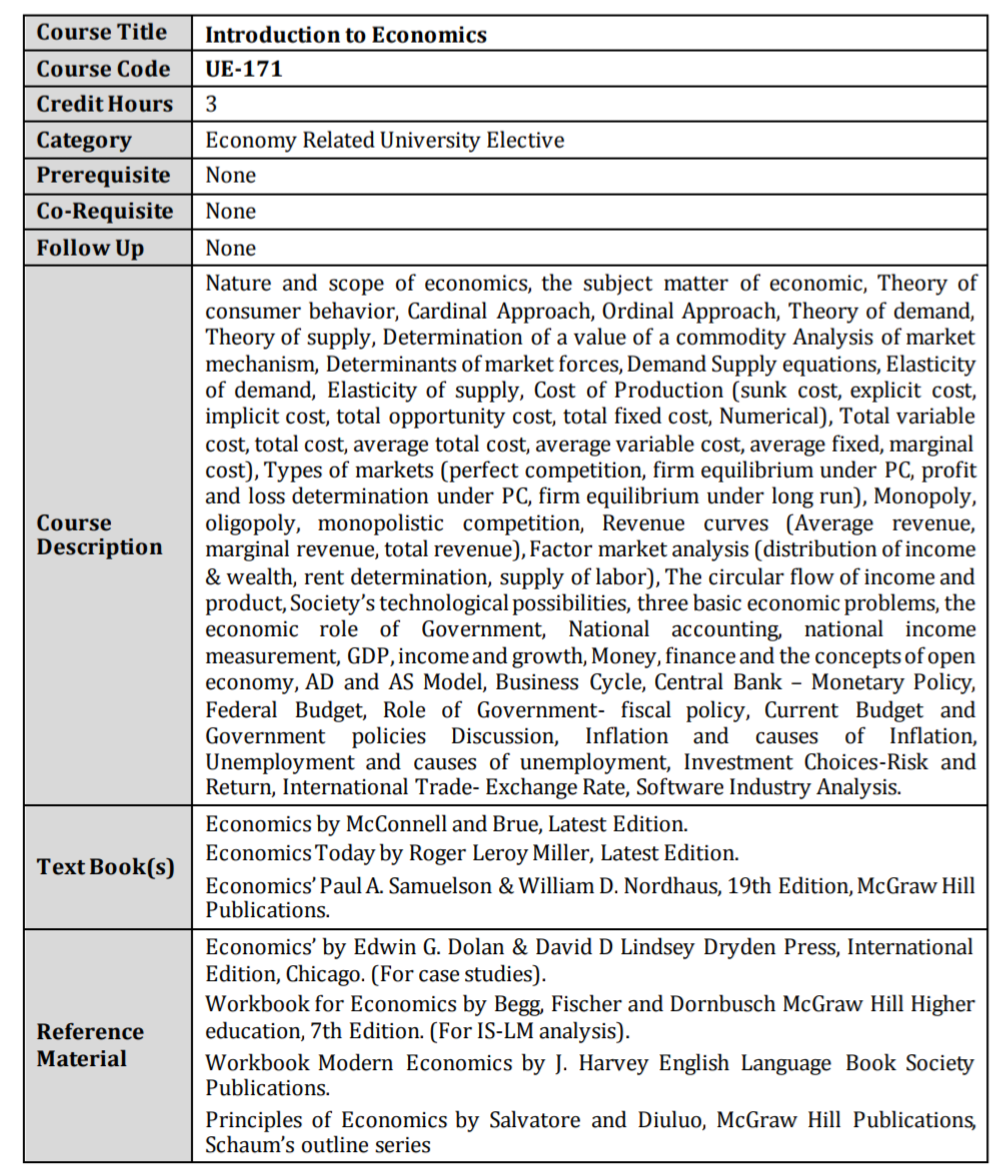 Course Title Introduction to Economics
Course Code UE-171
Credit Hours 3
Category Economy Related University Elective
Prerequisite None
Co-Requisite None
Follow Up None
Course
Description
Nature and scope of economics, the subject matter of economic, Theory of
consumer behavior, Cardinal Approach, Ordinal Approach, Theory of demand,
Theory of supply, Determination of a value of a commodity Analysis of market
mechanism, Determinants of market forces, Demand Supply equations, Elasticity
of demand, Elasticity of supply, Cost of Production (sunk cost, explicit cost,
implicit cost, total opportunity cost, total fixed cost, Numerical), Total variable
cost, total cost, average total cost, average variable cost, average fixed, marginal
cost), Types of markets (perfect competition, firm equilibrium under PC, profit
and loss determination under PC, firm equilibrium under long run), Monopoly,
oligopoly, monopolistic competition, Revenue curves (Average revenue,
marginal revenue, total revenue), Factor market analysis (distribution of income
& wealth, rent determination, supply of labor), The circular flow of income and
product, Society's technological possibilities, three basic economic problems, the
economic role of Government, National accounting, national income
measurement, GDP, income and growth, Money, finance and the concepts of open
economy, AD and AS Model, Business Cycle, Central Bank – Monetary Policy,
Federal Budget, Role of Government- fiscal policy, Current Budget and
Government policies Discussion, Inflation and causes of Inflation,
Unemployment and causes of unemployment, Investment Choices-Risk and
Return, International Trade- Exchange Rate, Software Industry Analysis.
Text Book(s)
Economics by McConnell and Brue, Latest Edition.
Economics Today by Roger Leroy Miller, Latest Edition.
Economics' Paul A. Samuelson & William D. Nordhaus, 19th Edition, McGraw Hill
Publications.
Reference
Material
Economics' by Edwin G. Dolan & David D Lindsey Dryden Press, International
Edition, Chicago. (For case studies).
Workbook for Economics by Begg, Fischer and Dornbusch McGraw Hill Higher
education, 7th Edition. (For IS-LM analysis).
Workbook Modern Economics by J. Harvey English Language Book Society
Publications.
Principles of Economics by Salvatore and Diuluo, McGraw Hill Publications,
Schaum's outline series